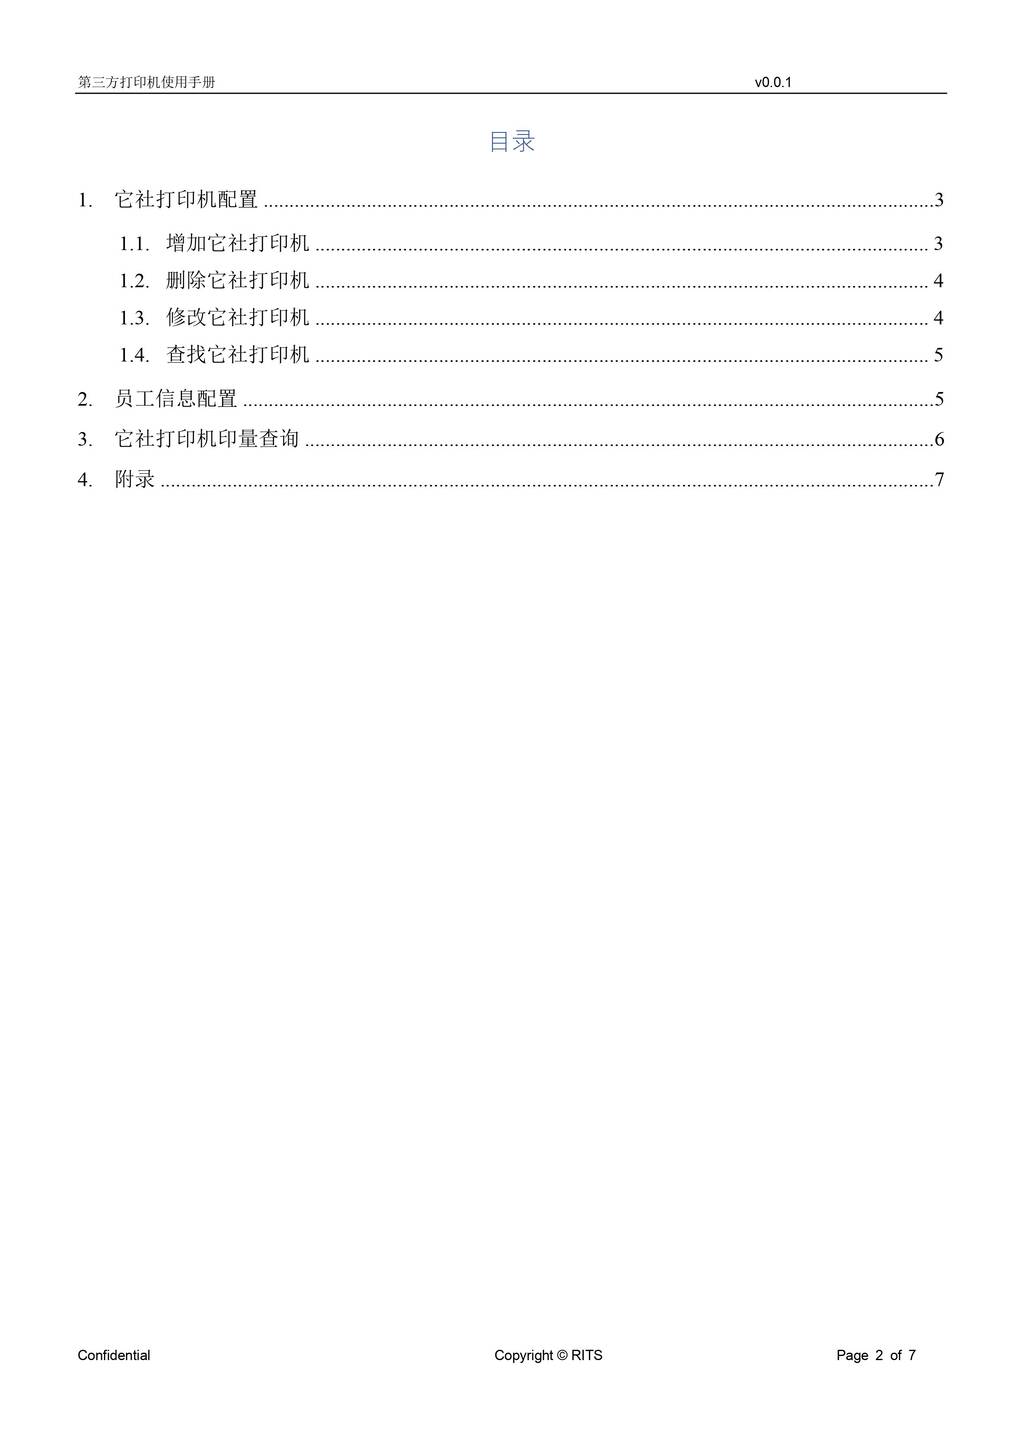 第三方打印机使用手册 v0.0.1
目录
1. 它社打印机配置 ........................................................................................................................................3
1.1. 增加它社打印机 ............................................................................................................................ 3
1.2. 删除它社打印机 ............................................................................................................................ 4
1.3. 修改它社打印机 ............................................................................................................................ 4
1.4. 查找它社打印机 ............................................................................................................................ 5
2. 员工信息配置 ............................................................................................................................................5
3. 它社打印机印量查询 ................................................................................................................................6
4. 附录 ............................................................................................................................................................7
Confidential Copyright © RITS Page 2 of 7